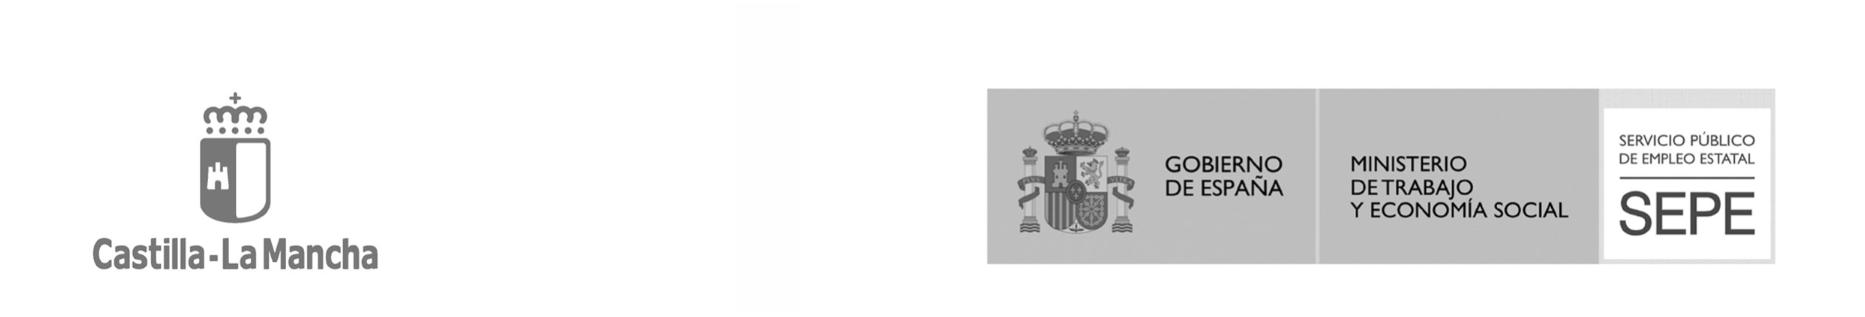 Castilla-La Mancha
GOBIERNO
DE ESPAÑA
MINISTERIO
DE TRABAJO
Y ECONOMÍA SOCIAL
SERVICIO PÚBLICO
DE EMPLEO ESTATAL
SEPE